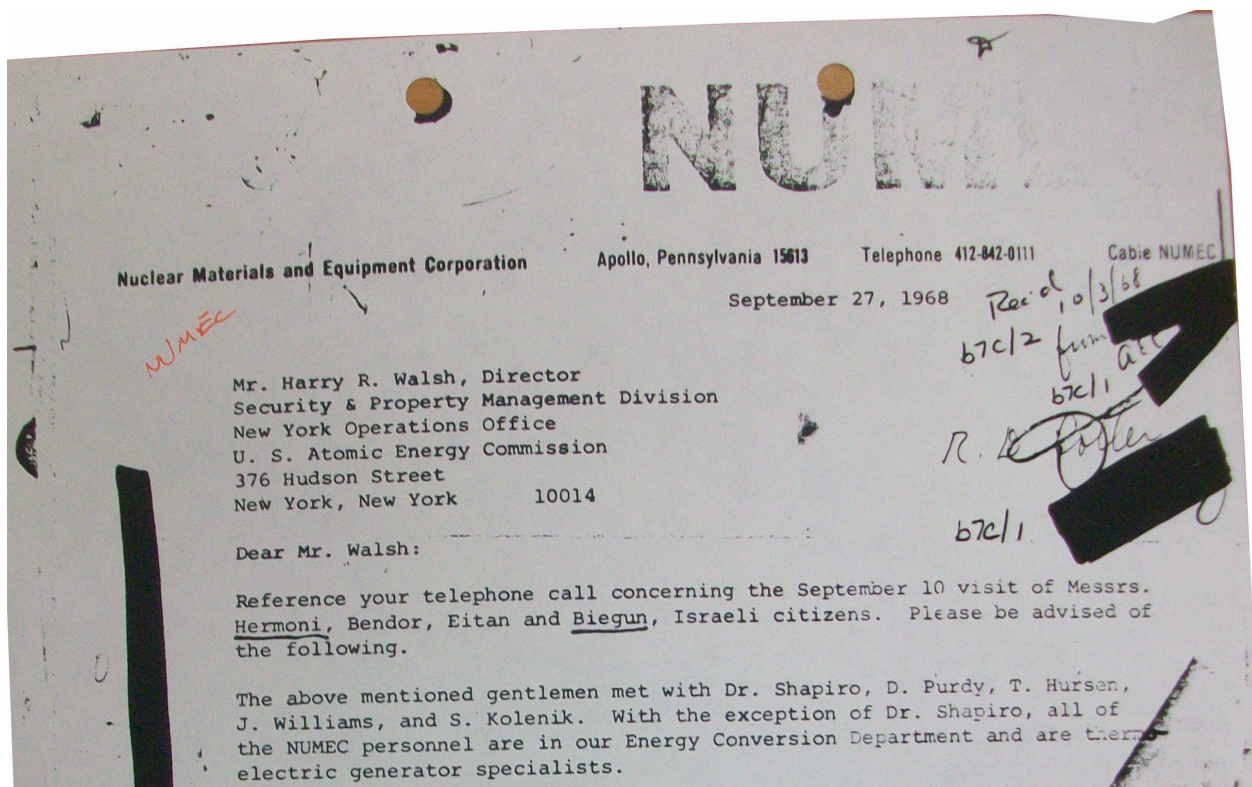 NUM
Nuclear Materials and Equipment Corporation Apollo, Pennsylvania 15613 Telephone 412-842-0111 Cable NUMEC
September 27, 1968
Rec'd 10/3/68
NUMEC
b7C/2 from
b7C/1
Mr. Harry R. Walsh, Director
Security & Property Management Division
New York Operations Office
U. S. Atomic Energy Commission
376 Hudson Street
New York, New York 10014
b7C/1
Dear Mr. Walsh:
Reference your telephone call concerning the September 10 visit of Messrs.
Hermoni, Bendor, Eitan and Biegun, Israeli citizens. Please be advised of
the following.
The above mentioned gentlemen met with Dr. Shapiro, D. Purdy, T. Hursen,
J. Williams, and S. Kolenik. With the exception of Dr. Shapiro, all of
the NUMEC personnel are in our Energy Conversion Department and are thermo
electric generator specialists.